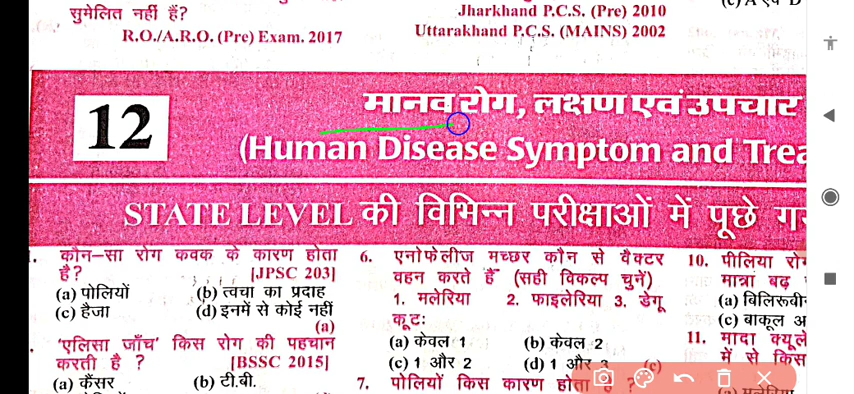 सुमेलित नहीं हैं?
R.O./A.R.O. (Pre) Exam. 2017
Jharkhand P.C.S. (Pre) 2010
Uttarakhand P.C.S. (MAINS) 2002
12
मानव रोग, लक्षण एवं उपचार
(Human Disease Symptom and
STATE LEVEL की विभिन्न परीक्षाओं में पूछे
कौन–सा रोग कवक के कारण होता
है? [JPSC 203]
(a) पोलियों (b) त्वचा का प्रदाह
(c) हैजा (d) इनमें से कोई नहीं
(a)
'एलिसा जाँच' किस रोग की पहचान
करती है ? [BSSC 2015]
(a) कैंसर (b) टी.बी.
6. एनोफेलीज मच्छर कौन से वैक्टर
वहन करते हैं (सही विकल्प चुनें)
1. मलेरिया 2. फाइलेरिया 3. डेंगू
कूट:
(a) केवल 1 (b) केवल 2
(c) 1 और 2 (d) 1 और 3 (c)
7. पोलियों किस कारण होता है ?
10. पीलिया
मात्रा बढ़
(a)
(c) बाकूल
11. मादा
में से किस